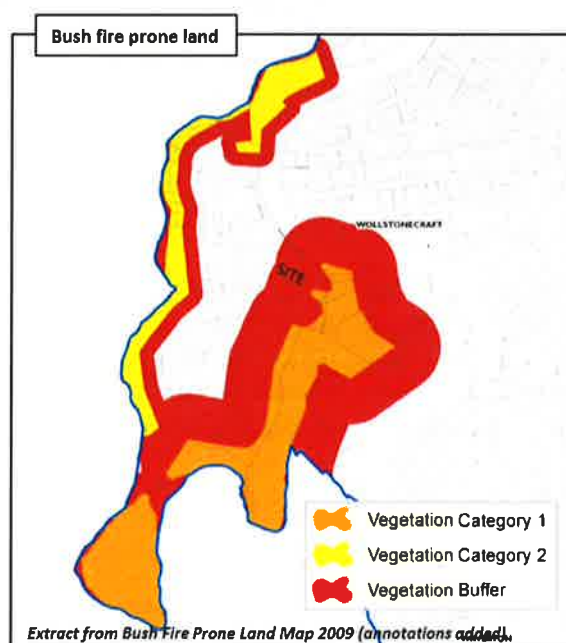 Bush fire prone land
WOLLSTONECRAFT
SITE
Vegetation Category 1
Vegetation Category 2
Vegetation Buffer
Extract from Bush Fire Prone Land Map 2009 (annotations added).